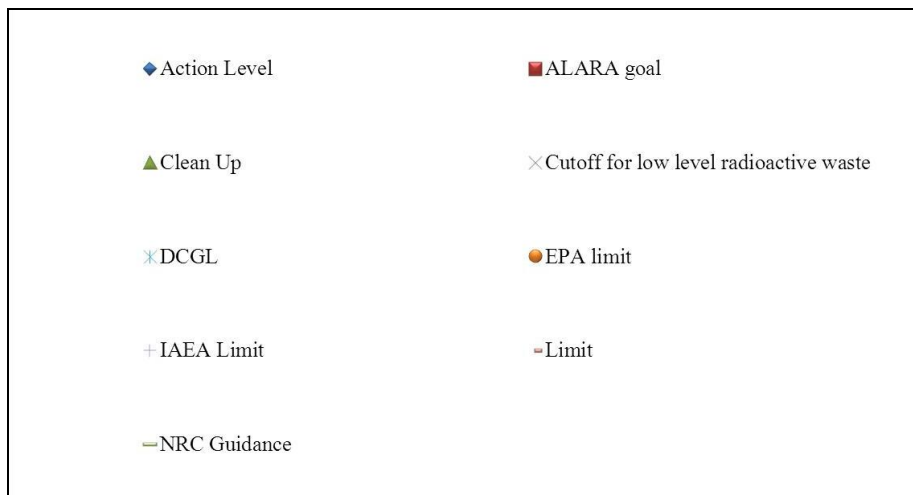 Action Level
ALARA goal
Clean Up
Cutoff for low level radioactive waste
DCGL
EPA limit
IAEA Limit
Limit
NRC Guidance